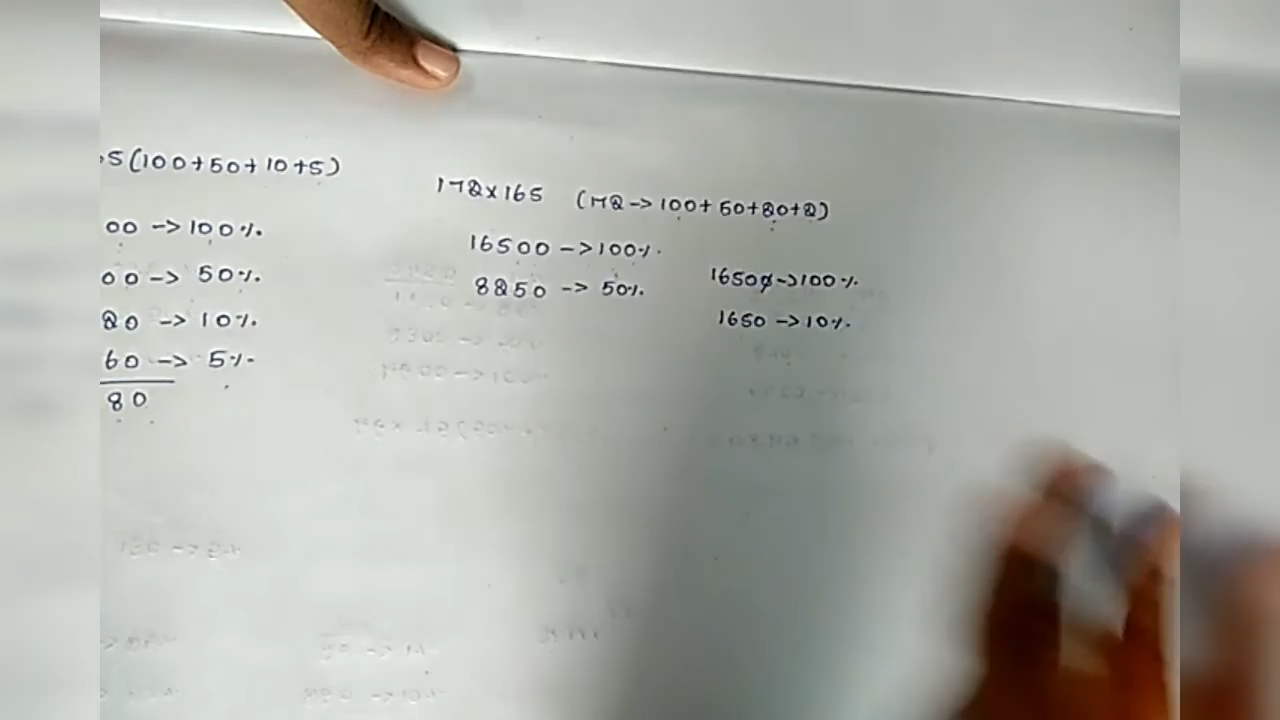 5(100+50+10+5)
00 -> 100%.
00 -> 50%.
20 -> 10%.
60 -> 5%.
80
172x165 (172 -> 100+50+20+2)
16500 -> 100%.
8250 -> 50%.
16500 -> 100%.
1650 -> 10%.